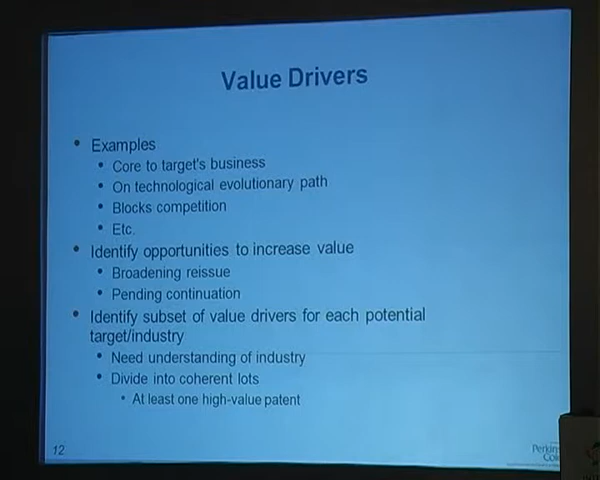 Value Drivers
• Examples
• Core to target's business
• On technological evolutionary path
• Blocks competition
• Etc.
• Identify opportunities to increase value
• Broadening reissue
• Pending continuation
• Identify subset of value drivers for each potential
target/industry
• Need understanding of industry
• Divide into coherent lots
• At least one high-value patent
12